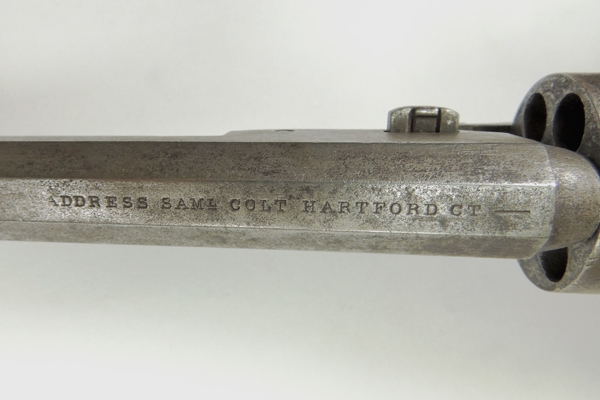 ADDRESS SAML COLT HARTFORD CT —